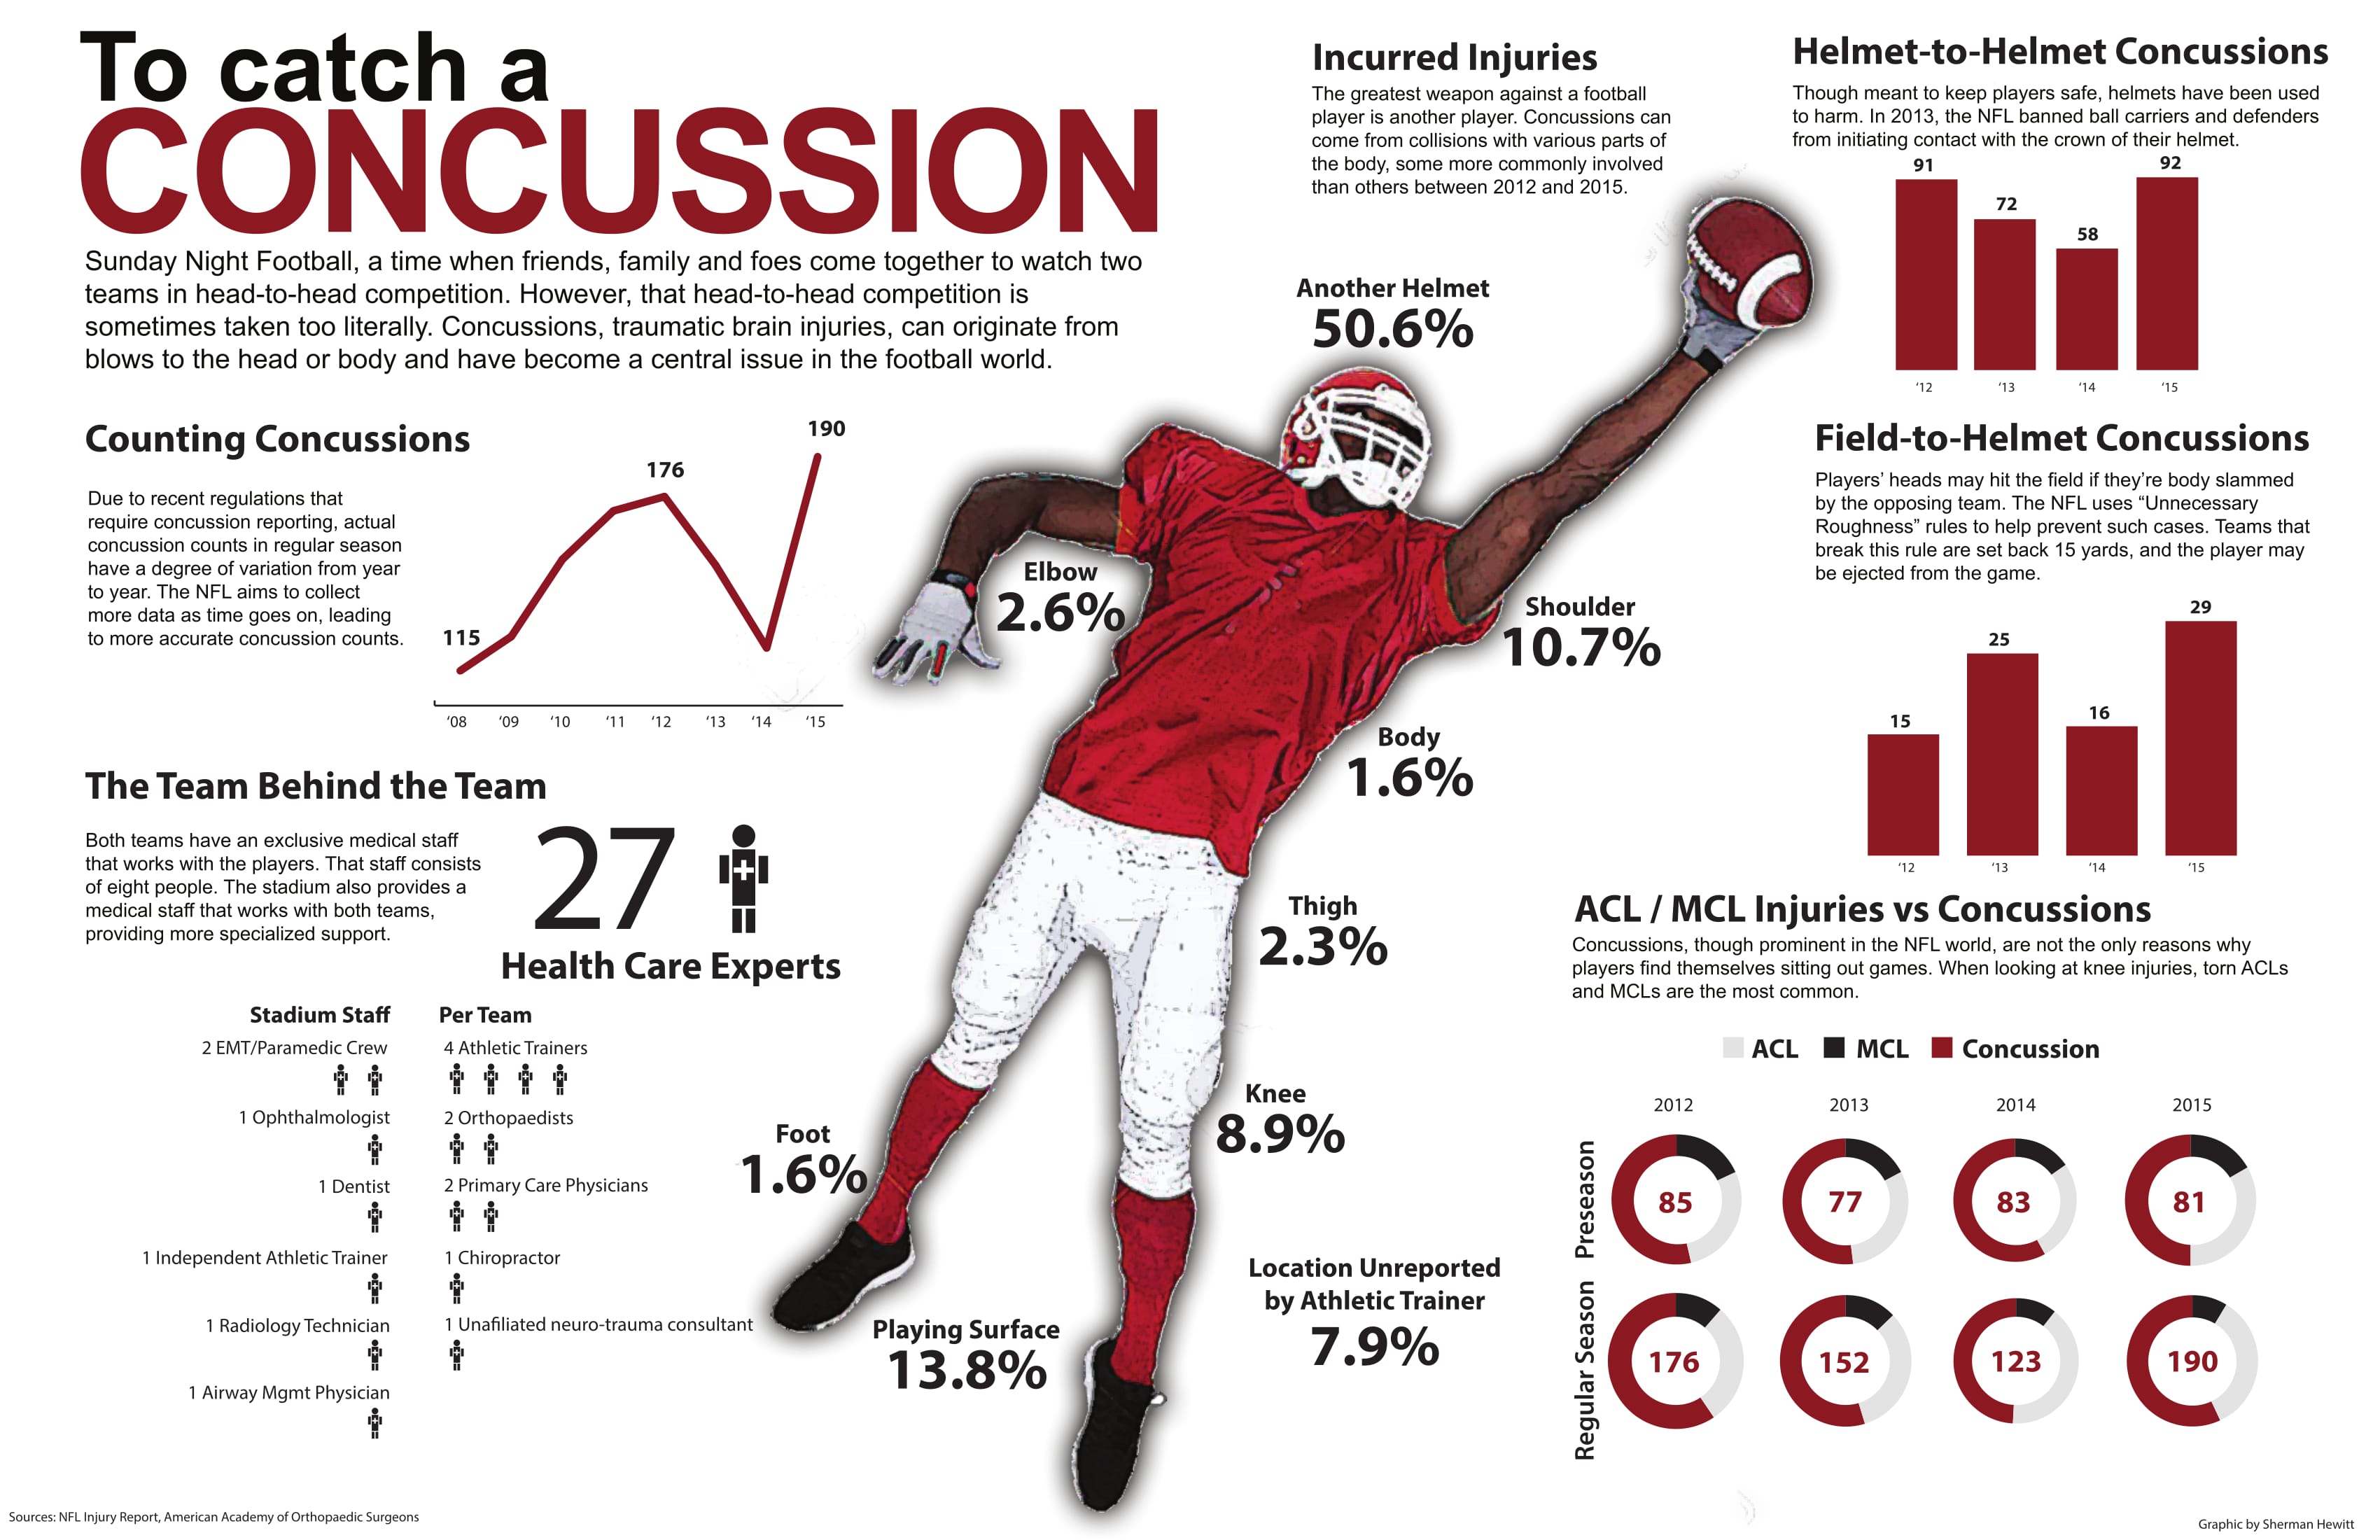 To catch a
CONCUSSION
Sunday Night Football, a time when friends, family and foes come together to watch two
teams in head-to-head competition. However, that head-to-head competition is
sometimes taken too literally. Concussions, traumatic brain injuries, can originate from
blows to the head or body and have become a central issue in the football world.
Counting Concussions
Due to recent regulations that
require concussion reporting, actual
concussion counts in regular season
have a degree of variation from year
to year. The NFL aims to collect
more data as time goes on, leading
to more accurate concussion counts.
115
176
190
‘08 ‘09 ‘10 ‘11 ‘12 ‘13 ‘14 ‘15
The Team Behind the Team
Both teams have an exclusive medical staff
that works with the players. That staff consists
of eight people. The stadium also provides a
medical staff that works with both teams,
providing more specialized support.
27
Health Care Experts
Stadium Staff
2 EMT/Paramedic Crew
1 Ophthalmologist
1 Dentist
1 Independent Athletic Trainer
1 Radiology Technician
1 Airway Mgmt Physician
Per Team
4 Athletic Trainers
2 Orthopaedists
2 Primary Care Physicians
1 Chiropractor
1 Unafiliated neuro-trauma consultant
Incurred Injuries
The greatest weapon against a football
player is another player. Concussions can
come from collisions with various parts of
the body, some more commonly involved
than others between 2012 and 2015.
Another Helmet
50.6%
Elbow
2.6%
Shoulder
10.7%
Body
1.6%
Thigh
2.3%
Knee
8.9%
Foot
1.6%
Playing Surface
13.8%
Location Unreported
by Athletic Trainer
7.9%
Helmet-to-Helmet Concussions
Though meant to keep players safe, helmets have been used
to harm. In 2013, the NFL banned ball carriers and defenders
from initiating contact with the crown of their helmet.
91 72 58 92
‘12 ‘13 ‘14 ‘15
Field-to-Helmet Concussions
Players’ heads may hit the field if they’re body slammed
by the opposing team. The NFL uses “Unnecessary
Roughness” rules to help prevent such cases. Teams that
break this rule are set back 15 yards, and the player may
be ejected from the game.
15 25 16 29
‘12 ‘13 ‘14 ‘15
ACL / MCL Injuries vs Concussions
Concussions, though prominent in the NFL world, are not the only reasons why
players find themselves sitting out games. When looking at knee injuries, torn ACLs
and MCLs are the most common.
ACL MCL Concussion
2012 2013 2014 2015
Preseason
85 77 83 81
Regular Season
176 152 123 190
Sources: NFL Injury Report, American Academy of Orthopaedic Surgeons
Graphic by Sherman Hewitt